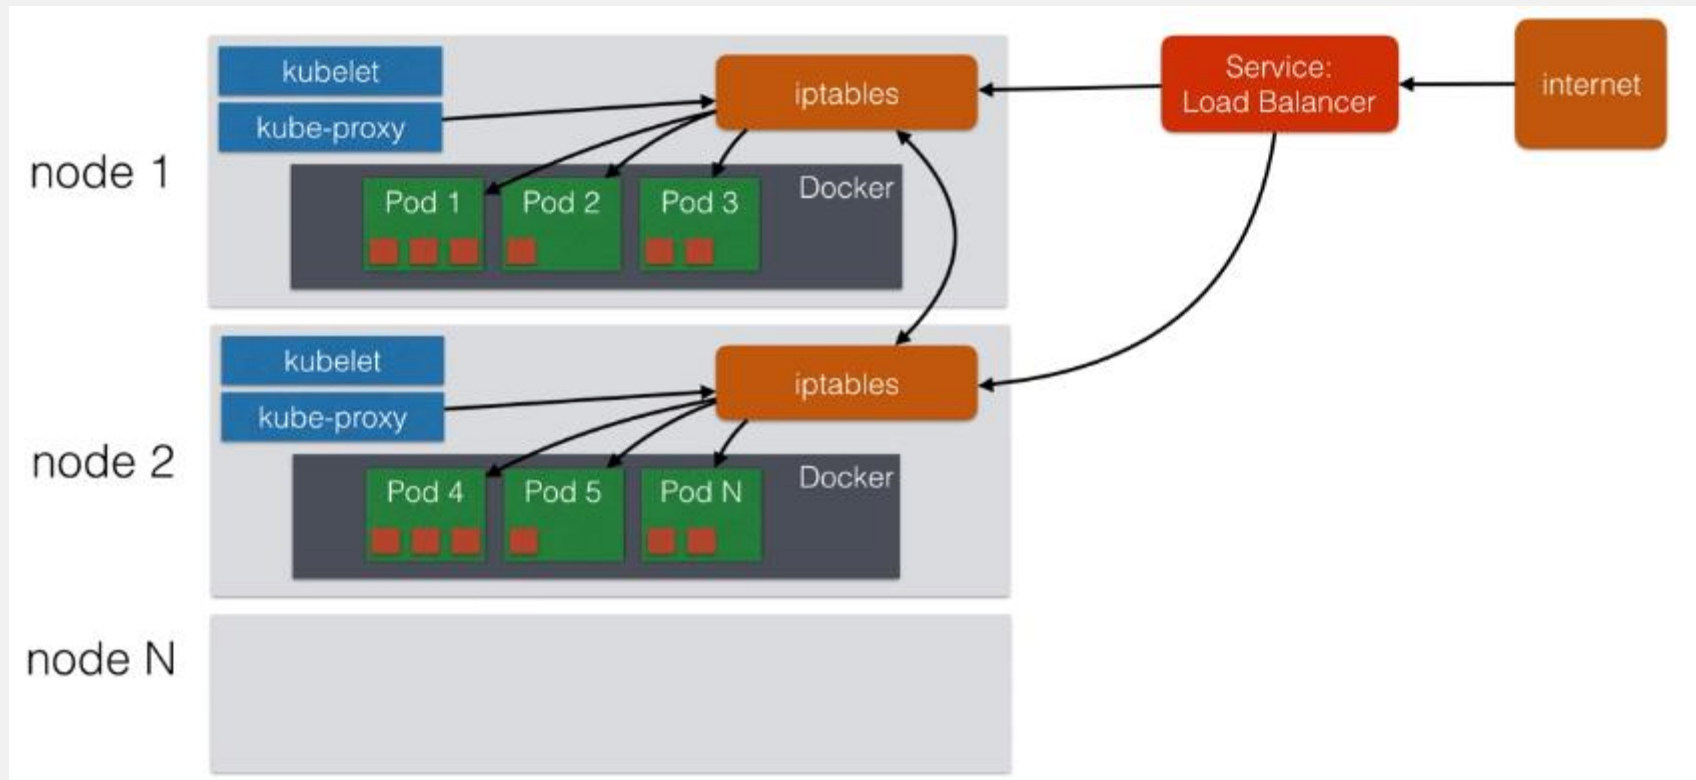 kubelet
kube-proxy
iptables
Service:
Load Balancer
internet
node 1
Docker
Pod 1
Pod 2
Pod 3
kubelet
kube-proxy
iptables
node 2
Docker
Pod 4
Pod 5
Pod N
node N